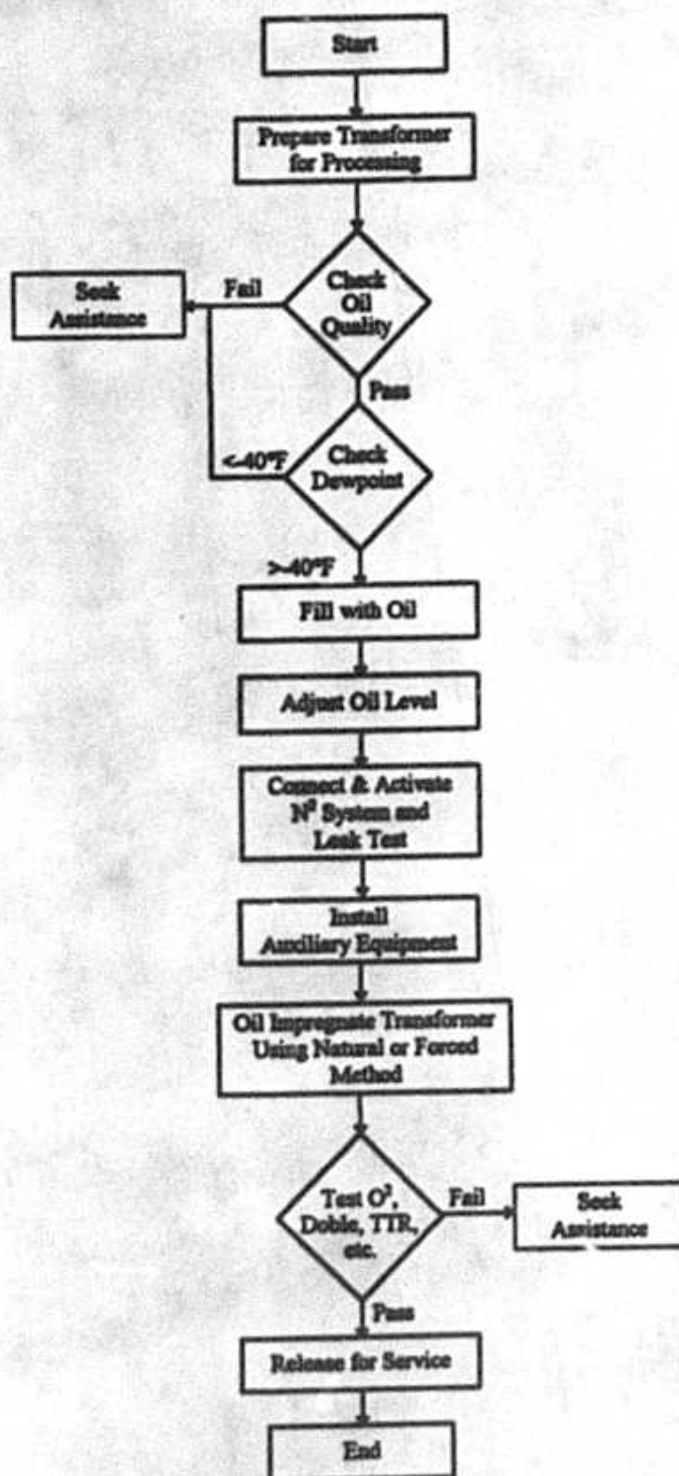 Start
Prepare Transformer
for Processing
Check
Oil
Quality
Fail
Seek
Assistance
Pass
Check
Dewpoint
<-40°F
>-40°F
Fill with Oil
Adjust Oil Level
Connect & Activate
N² System and
Leak Test
Install
Auxiliary Equipment
Oil Impregnate Transformer
Using Natural or Forced
Method
Test O²,
Doble, TTR,
etc.
Fail
Seek
Assistance
Pass
Release for Service
End